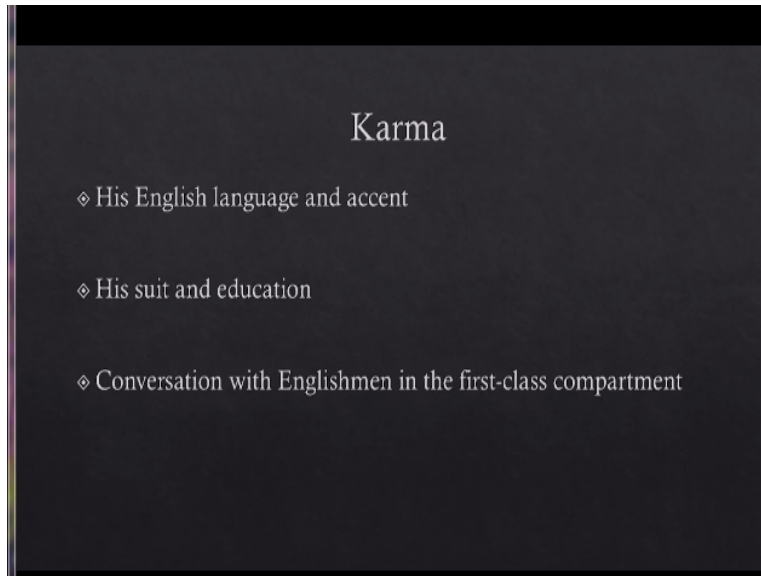 Karma
His English language and accent
His suit and education
Conversation with Englishmen in the first-class compartment